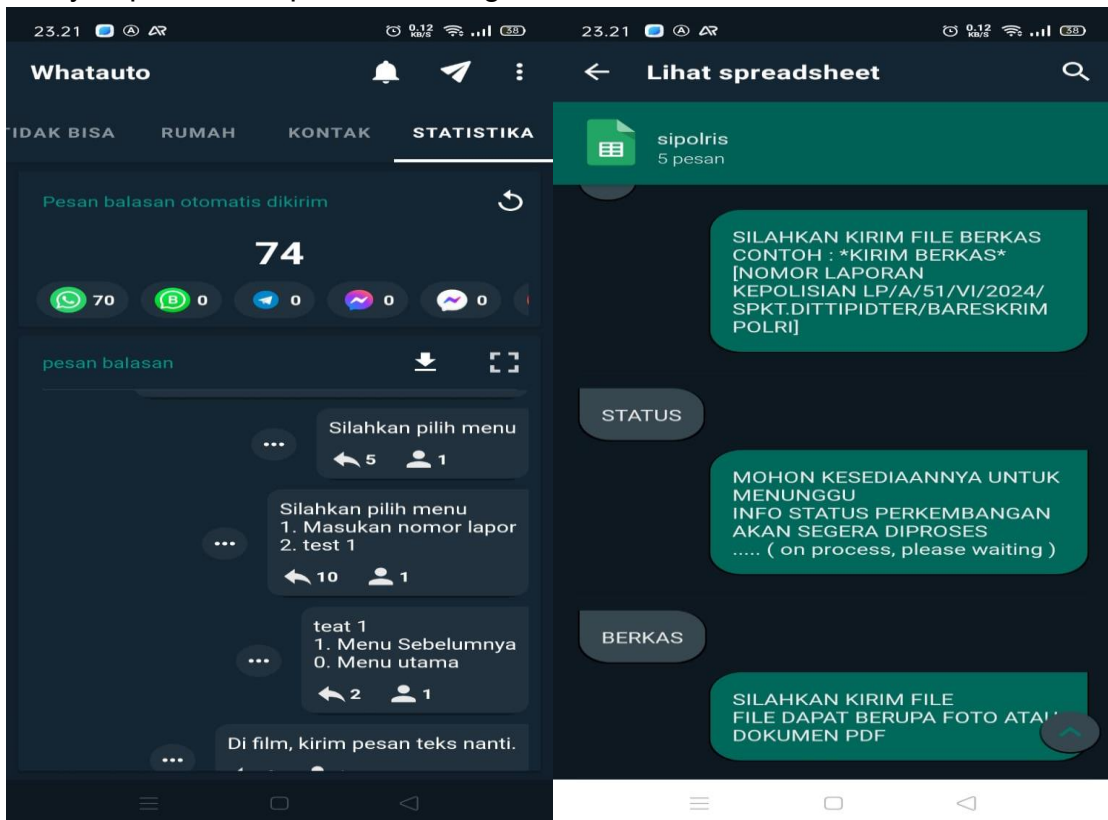 23.21
0.12
KB/S
38
Whatauto
TIDAK BISA RUMAH KONTAK STATISTIKA
Pesan balasan otomatis dikirim
74
70 0 0 0 0
pesan balasan
Silahkan pilih menu
5 1
Silahkan pilih menu
1. Masukan nomor lapor
2. test 1
10 1
teat 1
1. Menu Sebelumnya
0. Menu utama
2 1
Di film, kirim pesan teks nanti.
23.21
0.12
KB/S
38
Lihat spreadsheet
sipolris
5 pesan
SILAHKAN KIRIM FILE BERKAS
CONTOH : *KIRIM BERKAS*
[NOMOR LAPORAN
KEPOLISIAN LP/A/51/VI/2024/
SPKT.DITTIPIDTER/BARESKRIM
POLRI]
STATUS
MOHON KESEDIAANNYA UNTUK
MENUNGGU
INFO STATUS PERKEMBANGAN
AKAN SEGERA DIPROSES
..... ( on process, please waiting )
BERKAS
SILAHKAN KIRIM FILE
FILE DAPAT BERUPA FOTO ATAU
DOKUMEN PDF